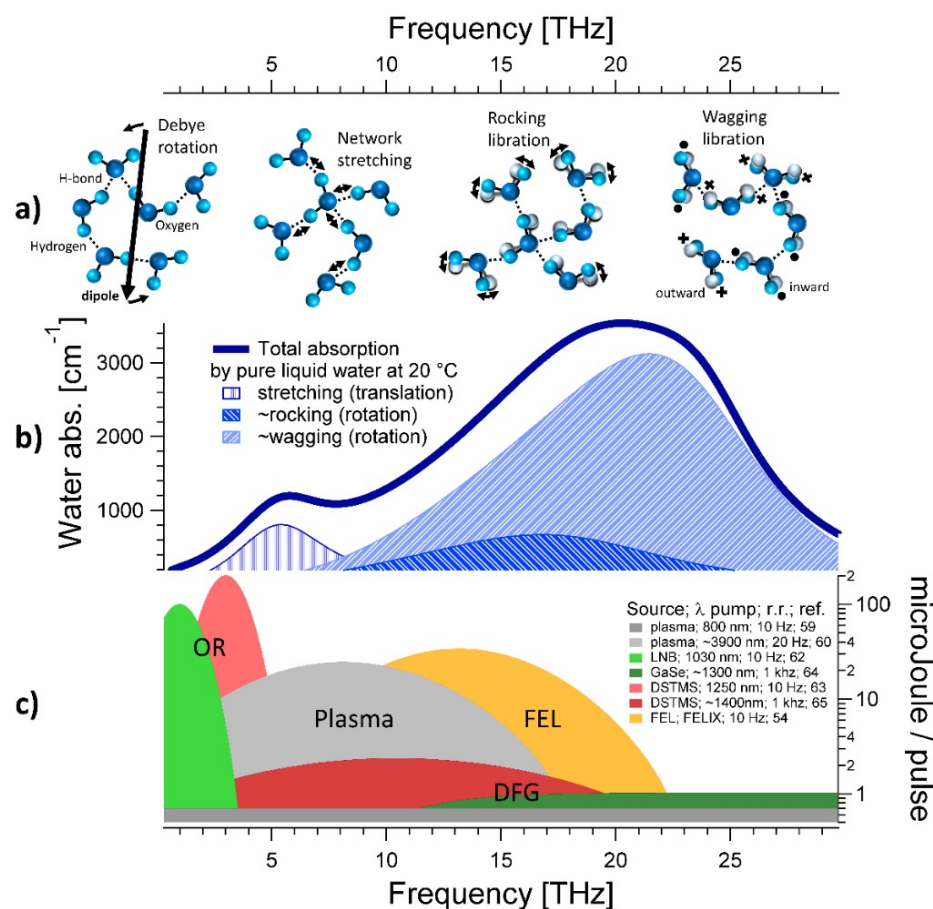 Frequency [THz]
5 10 15 20 25
a)
Debye
rotation
H-bond
Oxygen
Hydrogen
dipole
Network
stretching
Rocking
libration
Wagging
libration
outward
inward
b)
Water abs. [cm-1]
3000
2000
1000
Total absorption
by pure liquid water at 20 °C
stretching (translation)
~rocking (rotation)
~wagging (rotation)
c)
OR
Plasma
FEL
DFG
Source; λ pump; r.r.; ref.
plasma; 800 nm; 10 Hz; 59
plasma; ~3900 nm; 20 Hz; 60
LNB; 1030 nm; 10 Hz; 62
GaSe; ~1300 nm; 1 khz; 64
DSTMS; 1250 nm; 10 Hz; 63
DSTMS; ~1400nm; 1 khz; 65
FEL; FELIX; 10 Hz; 54
2
100
4
2
10
4
2
1
microJoule / pulse
5 10 15 20 25
Frequency [THz]